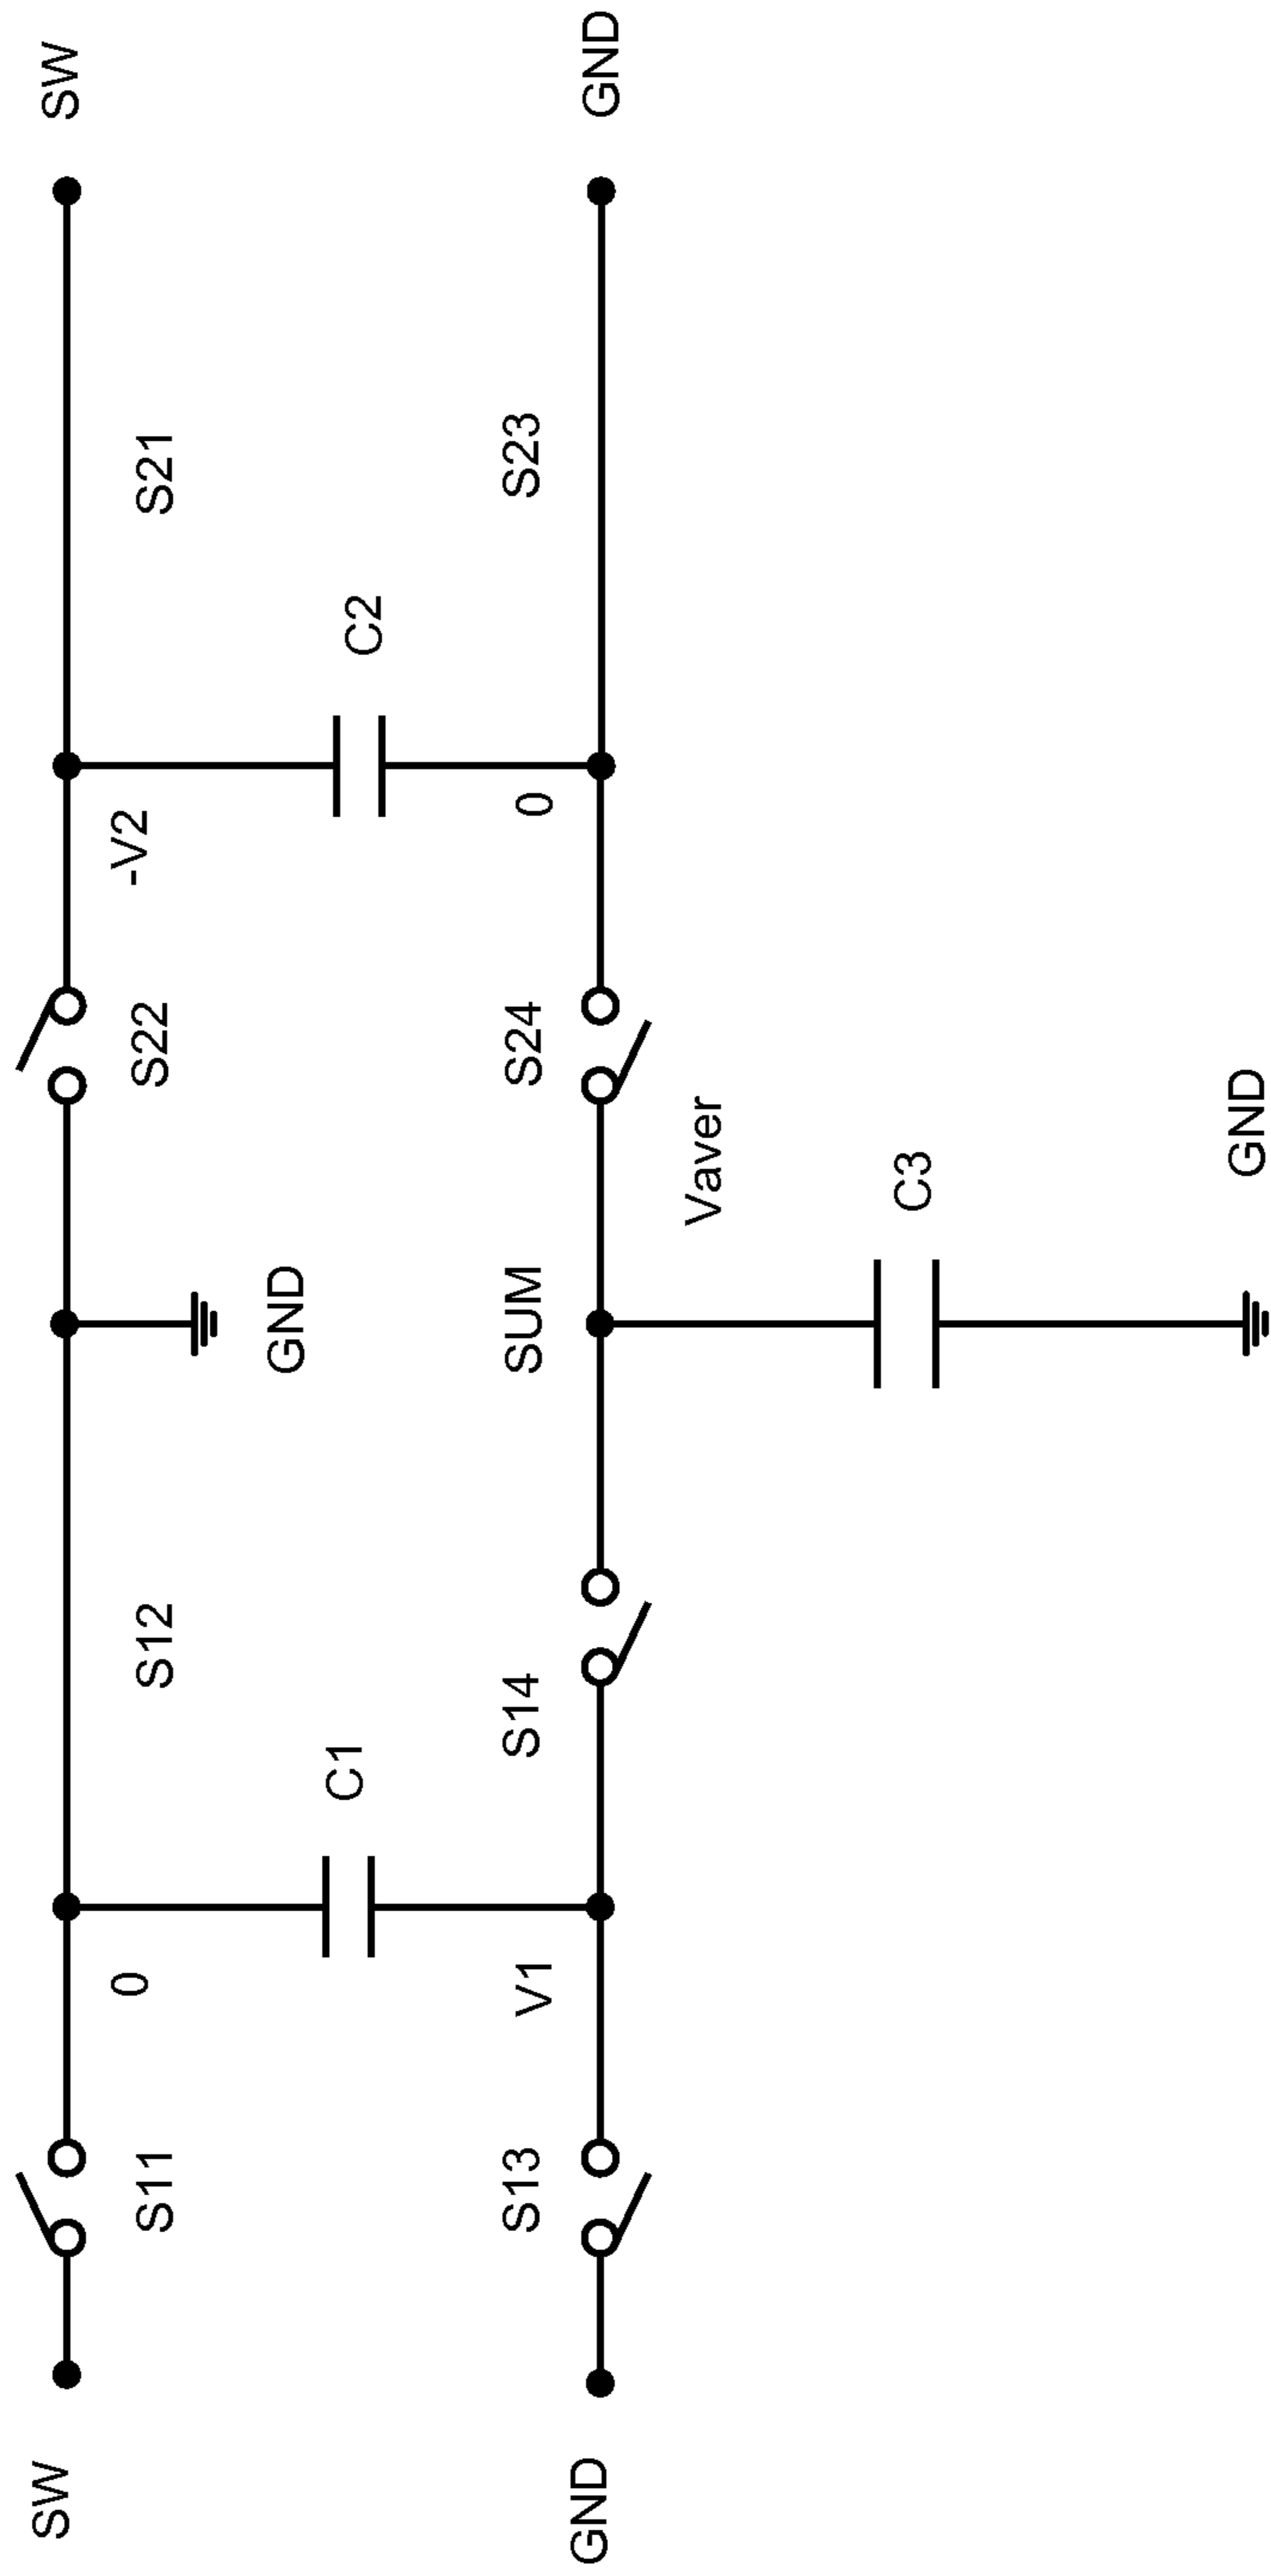 SW
S11
0
S12
-V2
S22
S21
SW
C1
GND
C2
GND
S13
V1
S14
SUM
S24
0
S23
GND
Vaver
C3
GND